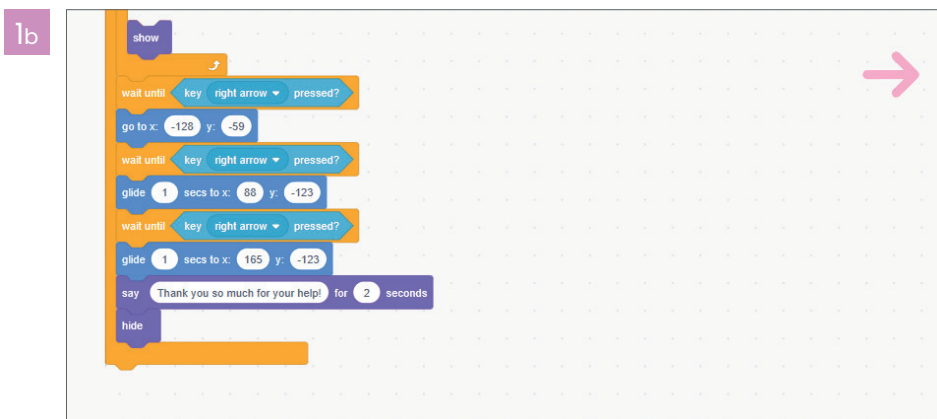 1b
show
wait until key right arrow pressed?
go to x: -128 y: -59
wait until key right arrow pressed?
glide 1 secs to x: 88 y: -123
wait until key right arrow pressed?
glide 1 secs to x: 165 y: -123
say Thank you so much for your help! for 2 seconds
hide